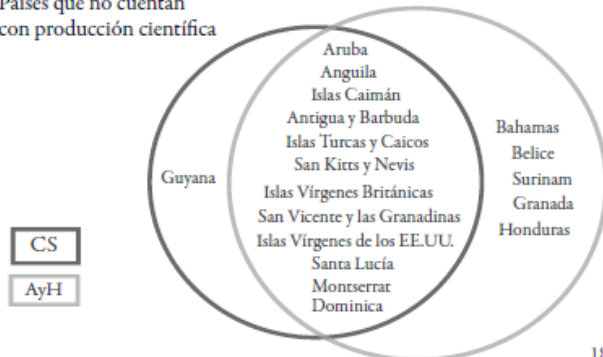 Países que no cuentan
con producción científica
Aruba
Anguila
Islas Caimán
Antigua y Barbuda
Islas Turcas y Caicos
San Kitts y Nevis
Islas Vírgenes Británicas
San Vicente y las Granadinas
Islas Vírgenes de los EE.UU.
Santa Lucía
Montserrat
Dominica
Guyana
Bahamas
Belice
Surinam
Granada
Honduras
CS
AyH
18